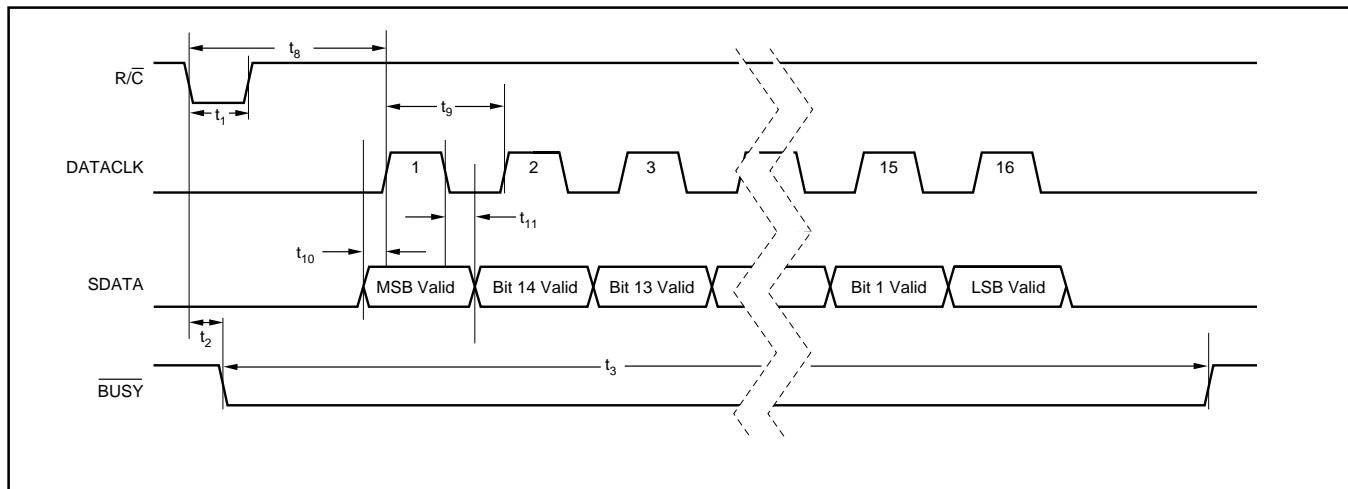 t8
R/C̅
t1
t9
DATACLK
1
2
3
15
16
t11
t10
SDATA
MSB Valid
Bit 14 Valid
Bit 13 Valid
Bit 1 Valid
LSB Valid
t2
t3
B̅U̅S̅Y̅